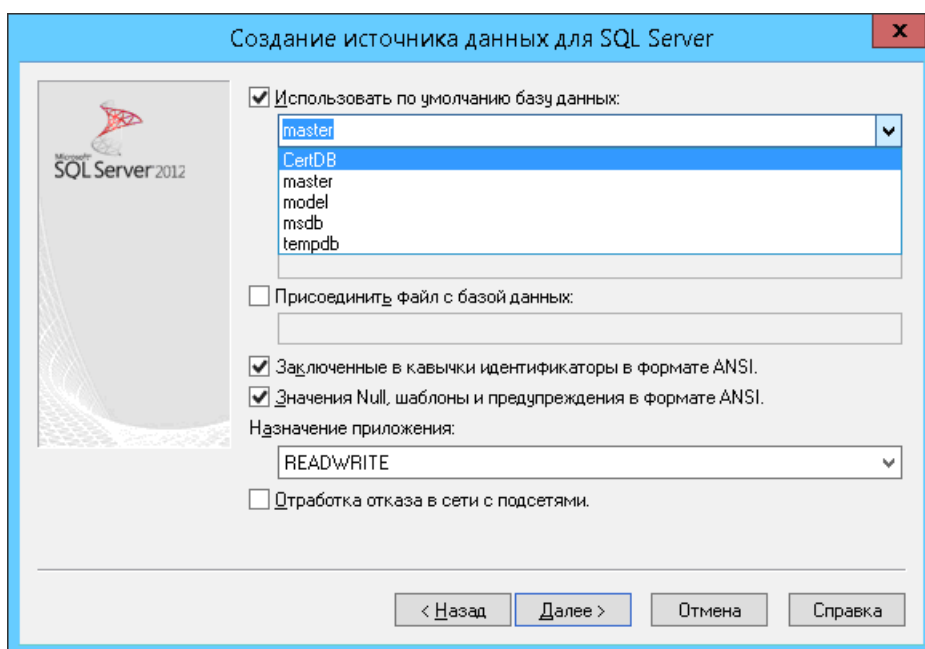 Создание источника данных для SQL Server
x
Microsoft®
SQL Server 2012
Использовать по умолчанию базу данных:
master
CertDB
master
model
msdb
tempdb
Присоединить файл с базой данных:
Заключенные в кавычки идентификаторы в формате ANSI.
Значения Null, шаблоны и предупреждения в формате ANSI.
Назначение приложения:
READWRITE
Отработка отказа в сети с подсетями.
< Назад
Далее >
Отмена
Справка